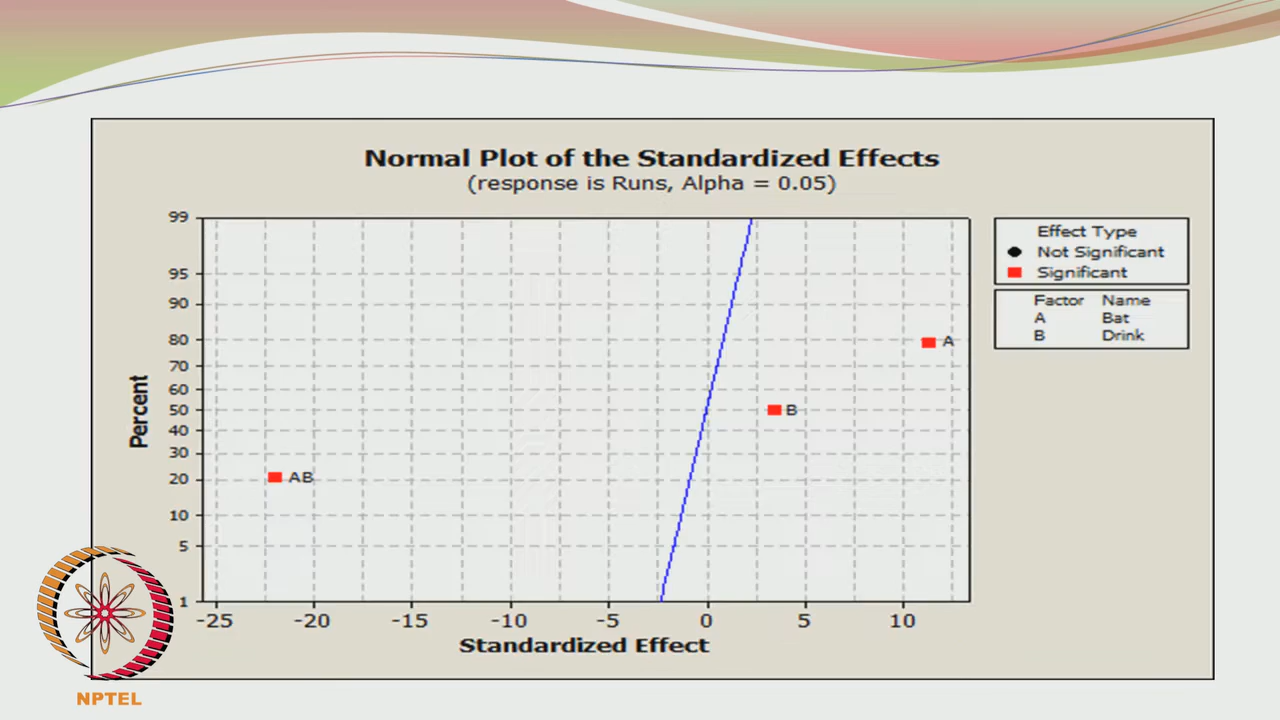 Normal Plot of the Standardized Effects
(response is Runs, Alpha = 0.05)
99
95
90
80
70
60
50
40
30
20
10
5
1
Percent
A
B
AB
-25 -20 -15 -10 -5 0 5 10
Standardized Effect
Effect Type
Not Significant
Significant
Factor Name
A Bat
B Drink
NPTEL